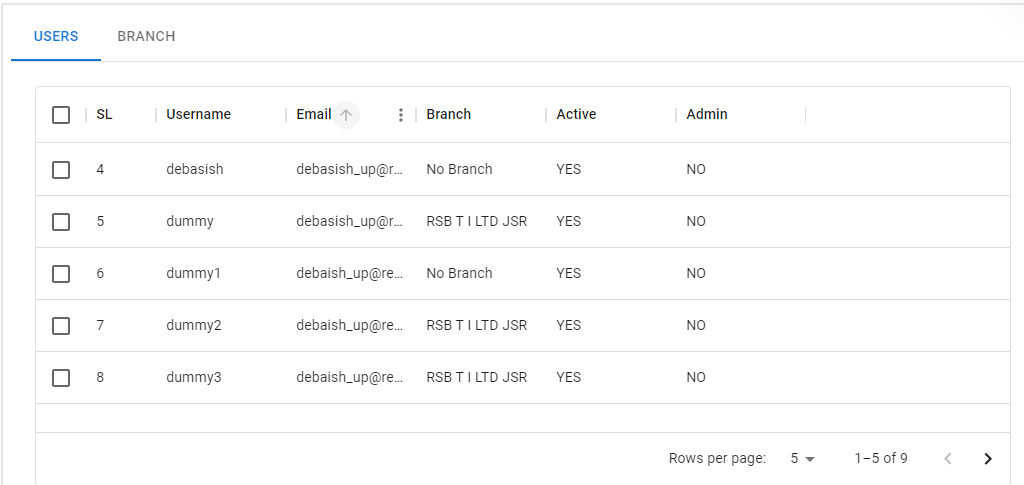 USERS BRANCH
SL Username Email Branch Active Admin
4 debasish debasish_up@r... No Branch YES NO
5 dummy debasish_up@r... RSB T I LTD JSR YES NO
6 dummy1 debaish_up@re... No Branch YES NO
7 dummy2 debaish_up@re... RSB T I LTD JSR YES NO
8 dummy3 debaish_up@re... RSB T I LTD JSR YES NO
Rows per page: 5 1–5 of 9